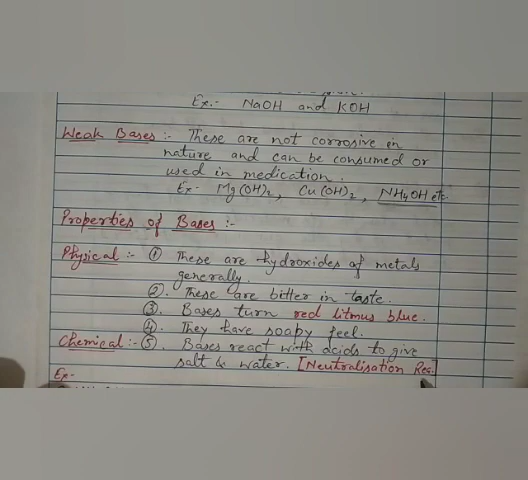 Ex.- NaOH and KOH
Weak Bases :- These are not corrosive in
nature and can be consumed or
used in medication.
Ex- Mg(OH)2, Cu(OH)2, NH4OH etc.
Properties of Bases :-
Physical :- ① These are hydroxides of metals
generally.
②. These are bitter in taste.
③. Bases turn red litmus blue.
④. They have soapy feel.
Chemical :- ⑤. Bases react with acids to give
salt & water. [Neutralisation Rea.]
Ex-